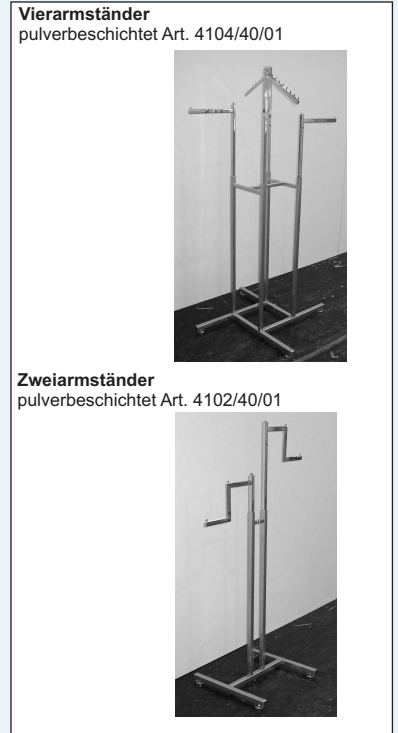 Vierarmständer
pulverbeschichtet Art. 4104/40/01
Zweiarmständer
pulverbeschichtet Art. 4102/40/01